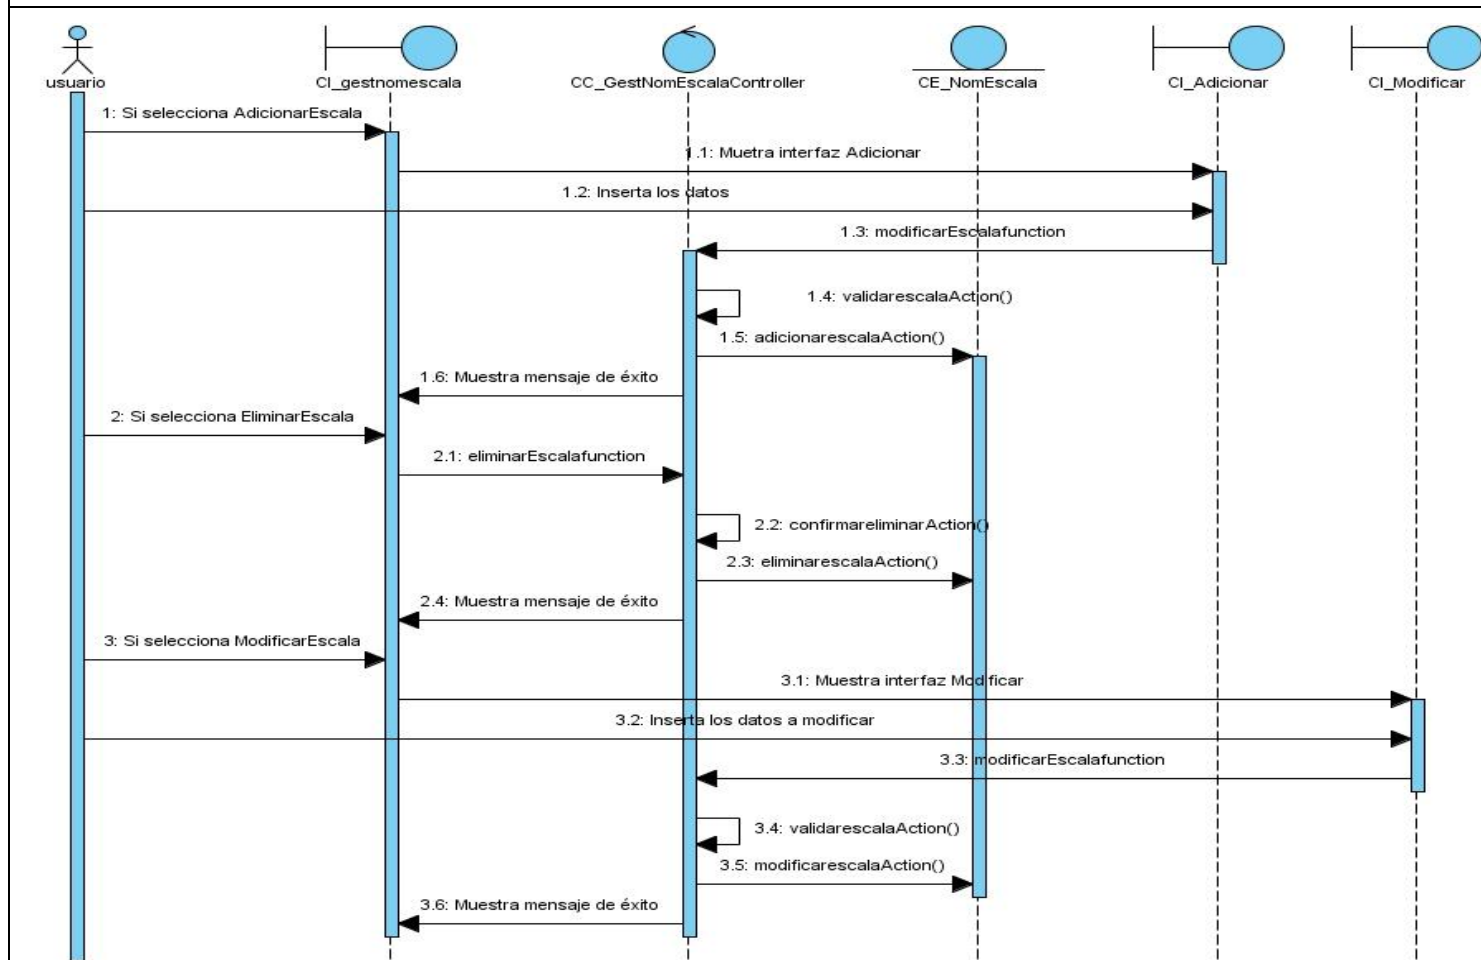 usuario
CI_gestnomescala
CC_GestNomEscalaController
CE_NomEscala
CI_Adicionar
CI_Modificar
1: Si selecciona AdicionarEscala
1.1: Muetra interfaz Adicionar
1.2: Inserta los datos
1.3: modificarEscalafunction
1.4: validarescalaAction()
1.5: adicionarescalaAction()
1.6: Muestra mensaje de éxito
2: Si selecciona EliminarEscala
2.1: eliminarEscalafunction
2.2: confirmareliminarAction()
2.3: eliminarescalaAction()
2.4: Muestra mensaje de éxito
3: Si selecciona ModificarEscala
3.1: Muestra interfaz Modificar
3.2: Inserta los datos a modificar
3.3: modificarEscalafunction
3.4: validarescalaAction()
3.5: modificarescalaAction()
3.6: Muestra mensaje de éxito